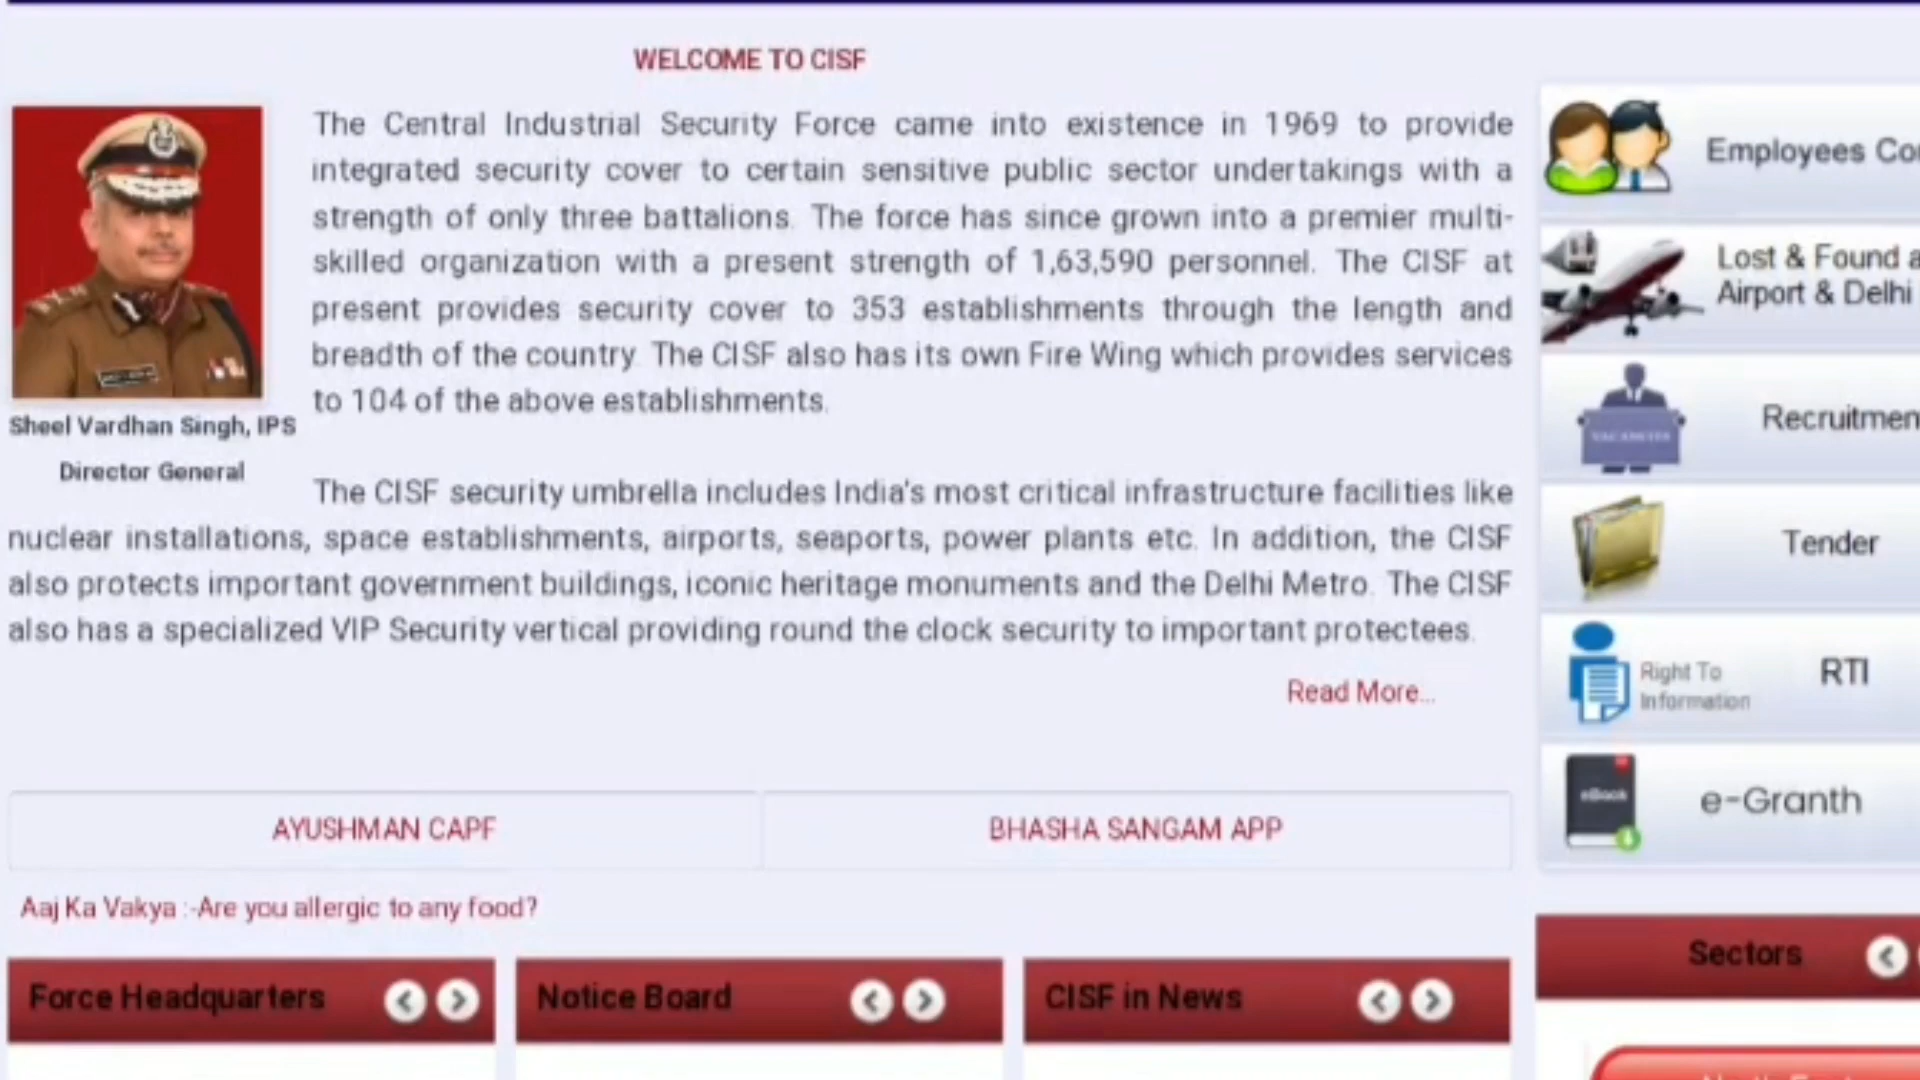 WELCOME TO CISF
The Central Industrial Security Force came into existence in 1969 to provide
integrated security cover to certain sensitive public sector undertakings with a
strength of only three battalions. The force has since grown into a premier multi-
skilled organization with a present strength of 1,63,590 personnel. The CISF at
present provides security cover to 353 establishments through the length and
breadth of the country. The CISF also has its own Fire Wing which provides services
to 104 of the above establishments.
Sheel Vardhan Singh, IPS
Director General
The CISF security umbrella includes India's most critical infrastructure facilities like
nuclear installations, space establishments, airports, seaports, power plants etc. In addition, the CISF
also protects important government buildings, iconic heritage monuments and the Delhi Metro. The CISF
also has a specialized VIP Security vertical providing round the clock security to important protectees.
Read More...
AYUSHMAN CAPF
BHASHA SANGAM APP
Aaj Ka Vakya :-Are you allergic to any food?
Force Headquarters
Notice Board
CISF in News
Employees
Lost & Found
Airport & Delhi
VACANCIES
Recruitmen
Tender
Right To
Information
RTI
eBook
e-Granth
Sectors